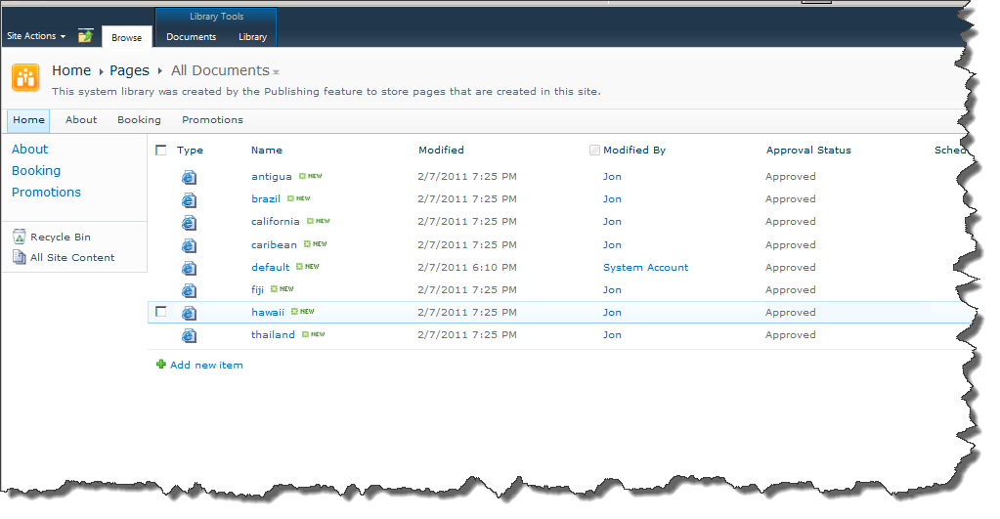 Library Tools
Site Actions Browse Documents Library
Home Pages All Documents
This system library was created by the Publishing feature to store pages that are created in this site.
Home About Booking Promotions
About
Booking
Promotions
Recycle Bin
All Site Content
Type Name Modified Modified By Approval Status Sched
antigua NEW 2/7/2011 7:25 PM Jon Approved
brazil NEW 2/7/2011 7:25 PM Jon Approved
california NEW 2/7/2011 7:25 PM Jon Approved
caribean NEW 2/7/2011 7:25 PM Jon Approved
default NEW 2/7/2011 6:10 PM System Account Approved
fiji NEW 2/7/2011 7:25 PM Jon Approved
hawaii NEW 2/7/2011 7:25 PM Jon Approved
thailand NEW 2/7/2011 7:25 PM Jon Approved
Add new item